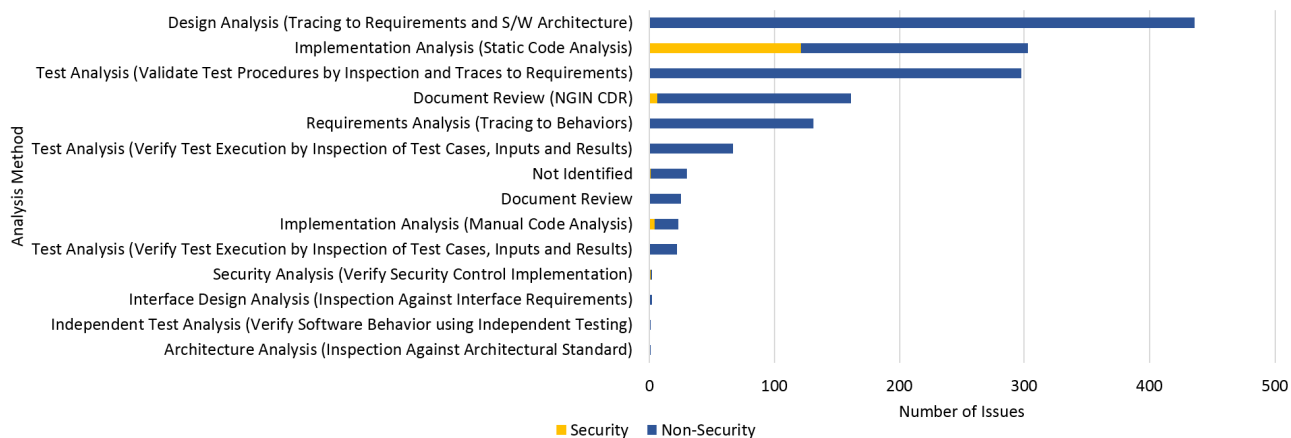 Design Analysis (Tracing to Requirements and S/W Architecture)
Implementation Analysis (Static Code Analysis)
Test Analysis (Validate Test Procedures by Inspection and Traces to Requirements)
Document Review (NGIN CDR)
Requirements Analysis (Tracing to Behaviors)
Test Analysis (Verify Test Execution by Inspection of Test Cases, Inputs and Results)
Not Identified
Document Review
Implementation Analysis (Manual Code Analysis)
Test Analysis (Verify Test Execution by Inspection of Test Cases, Inputs and Results)
Security Analysis (Verify Security Control Implementation)
Interface Design Analysis (Inspection Against Interface Requirements)
Independent Test Analysis (Verify Software Behavior using Independent Testing)
Architecture Analysis (Inspection Against Architectural Standard)
Analysis Method
0 100 200 300 400 500
Number of Issues
Security Non-Security